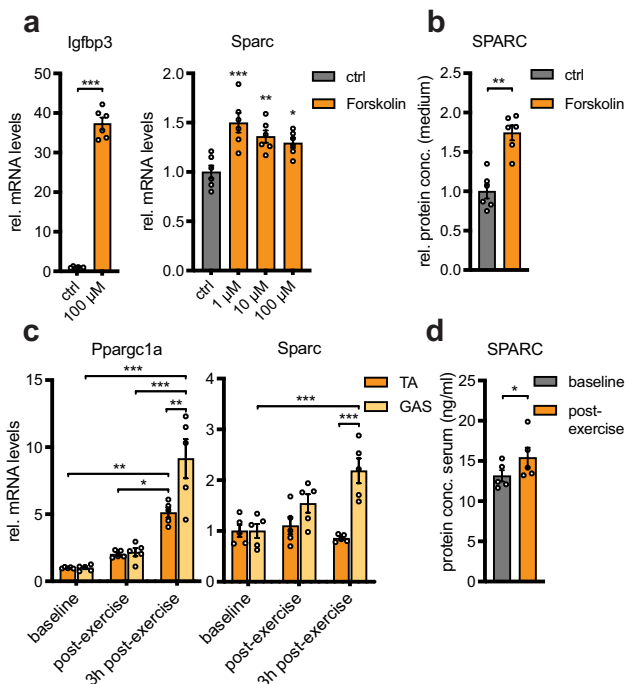 a
Igfbp3
rel. mRNA levels
50
40
30
20
10
0
***
ctrl
100 µM
Sparc
rel. mRNA levels
2.0
1.5
1.0
0.5
0.0
***
**
*
ctrl
1 µM
10 µM
100 µM
ctrl
Forskolin
b
SPARC
rel. protein conc. (medium)
2.5
2.0
1.5
1.0
0.5
0.0
**
ctrl
Forskolin
c
Ppargc1a
rel. mRNA levels
15
10
5
0
***
***
**
**
*
baseline
post-exercise
3h post-exercise
Sparc
4
3
2
1
0
***
***
baseline
post-exercise
3h post-exercise
TA
GAS
d
SPARC
protein conc. serum (ng/ml)
25
20
15
10
5
0
*
baseline
post-
exercise